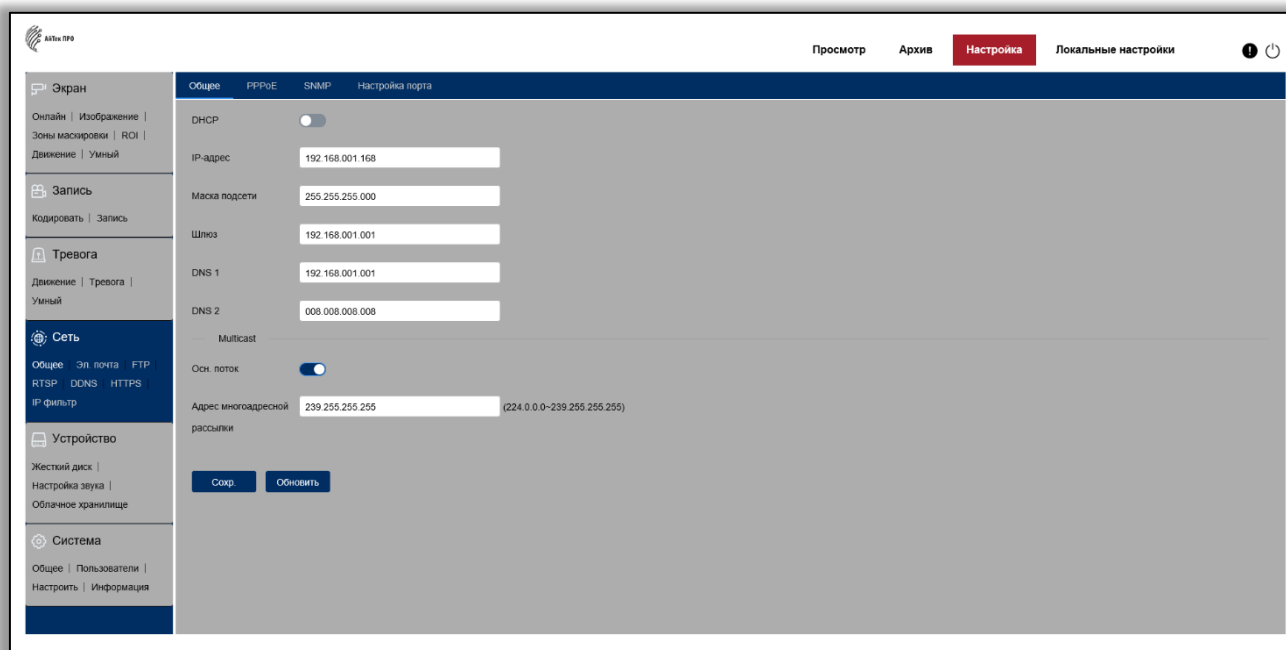 АйТек ПРО
Просмотр Архив Настройка Локальные настройки
Экран
Онлайн | Изображение |
Зоны маскировки | ROI |
Движение | Умный
Запись
Кодировать | Запись
Тревога
Движение | Тревога |
Умный
Сеть
Общее | Эл. почта | FTP |
RTSP | DDNS | HTTPS |
IP фильтр
Устройство
Жесткий диск |
Настройка звука |
Облачное хранилище
Система
Общее | Пользователи |
Настроить | Информация
Общее PPPoE SNMP Настройка порта
DHCP
IP-адрес 192.168.001.168
Маска подсети 255.255.255.000
Шлюз 192.168.001.001
DNS 1 192.168.001.001
DNS 2 008.008.008.008
Multicast
Осн. поток
Адрес многоадресной 239.255.255.255 (224.0.0.0~239.255.255.255)
рассылки
Сохр. Обновить